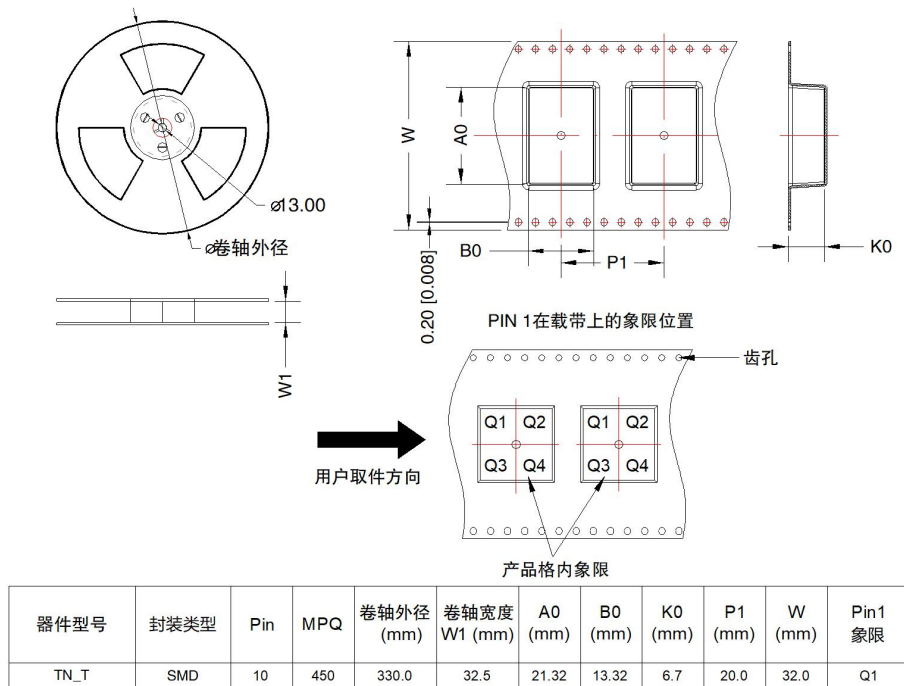 ⌀13.00
⌀卷轴外径
W1
W
A0
0.20 [0.008]
B0
P1
K0
PIN 1在载带上的象限位置
齿孔
Q1 Q2 Q1 Q2
Q3 Q4 Q3 Q4
用户取件方向
产品格内象限
器件型号 封装类型 Pin MPQ 卷轴外径 (mm) 卷轴宽度 W1 (mm) A0 (mm) B0 (mm) K0 (mm) P1 (mm) W (mm) Pin1 象限
TN_T SMD 10 450 330.0 32.5 21.32 13.32 6.7 20.0 32.0 Q1